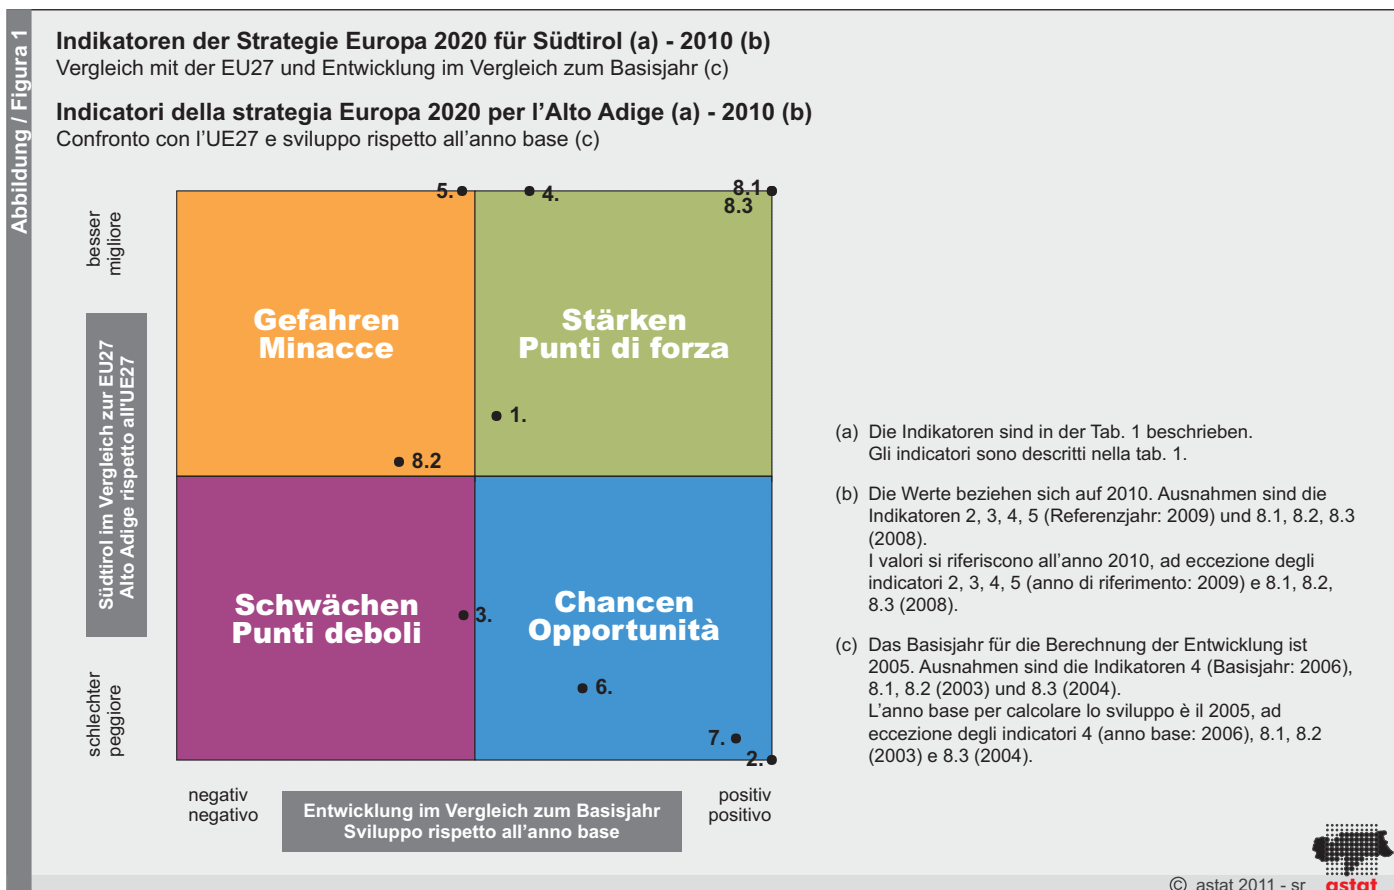 Abbildung / Figura 1
Indikatoren der Strategie Europa 2020 für Südtirol (a) - 2010 (b)
Vergleich mit der EU27 und Entwicklung im Vergleich zum Basisjahr (c)
Indicatori della strategia Europa 2020 per l'Alto Adige (a) - 2010 (b)
Confronto con l'UE27 e sviluppo rispetto all'anno base (c)
5.
4.
8.1
8.3
besser
migliore
Gefahren
Minacce
Stärken
Punti di forza
Südtirol im Vergleich zur EU27
Alto Adige rispetto all'UE27
1.
8.2
Schwächen
Punti deboli
3.
Chancen
Opportunità
6.
schlechter
peggiore
7.
2.
negativ
negativo
Entwicklung im Vergleich zum Basisjahr
Sviluppo rispetto all'anno base
positiv
positivo
(a) Die Indikatoren sind in der Tab. 1 beschrieben.
Gli indicatori sono descritti nella tab. 1.
(b) Die Werte beziehen sich auf 2010. Ausnahmen sind die
Indikatoren 2, 3, 4, 5 (Referenzjahr: 2009) und 8.1, 8.2, 8.3
(2008).
I valori si riferiscono all'anno 2010, ad eccezione degli
indicatori 2, 3, 4, 5 (anno di riferimento: 2009) e 8.1, 8.2,
8.3 (2008).
(c) Das Basisjahr für die Berechnung der Entwicklung ist
2005. Ausnahmen sind die Indikatoren 4 (Basisjahr: 2006),
8.1, 8.2 (2003) und 8.3 (2004).
L'anno base per calcolare lo sviluppo è il 2005, ad
eccezione degli indicatori 4 (anno base: 2006), 8.1, 8.2
(2003) e 8.3 (2004).
© astat 2011 - sr
astat